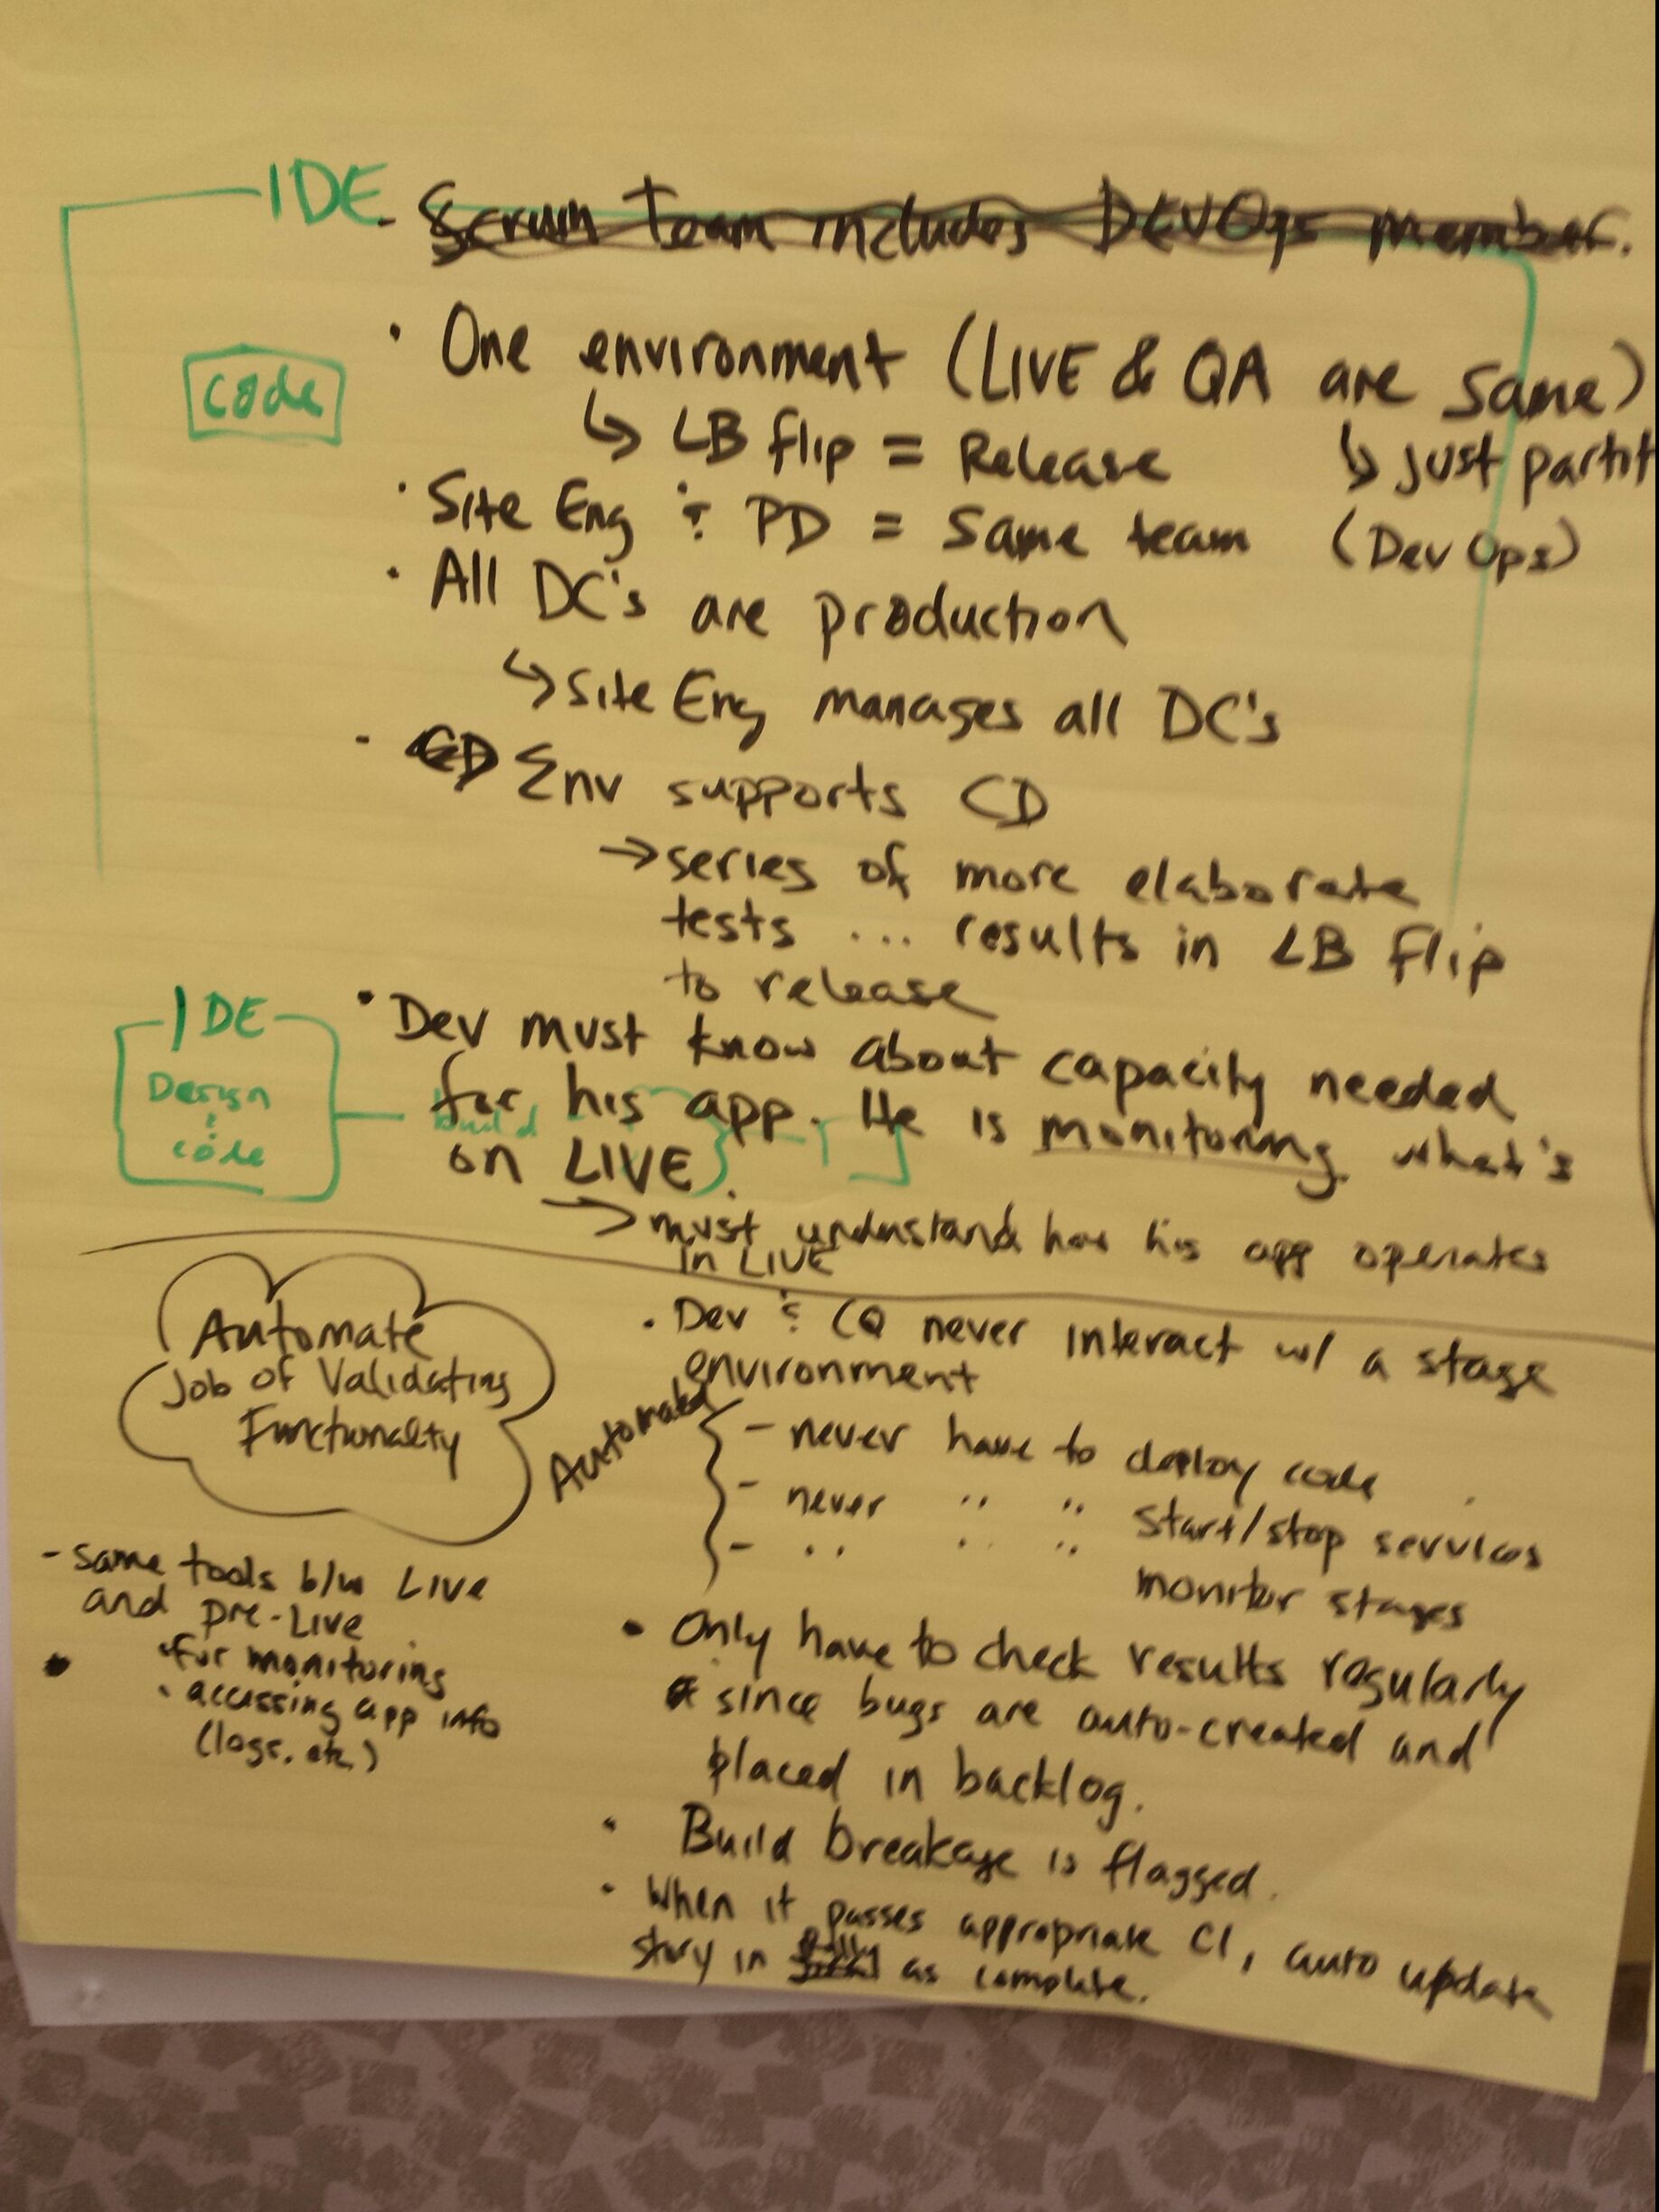 IDE
- Scrum Team includes DEVOps member.
code
· One environment (LIVE & QA are same)
↳ LB flip = Release ↳ just partit
· Site Eng & PD = same team (DevOps)
· All DC's are production
↳ Site Eng manages all DC's
- CD Env supports CD
→ series of more elaborate
tests ... results in LB flip
to release
IDE
Design
&
code
build
· Dev must know about capacity needed
for his app. He is monitoring what's
on LIVE.
→ must understand how his app operates
in LIVE
Automate
Job of Validating
Functionality
- same tools b/w Live
and pre-Live
· for monitoring
· accessing app info
(logs, etc)
· Dev & CQ never interact w/ a stage
environment
Automated
- never have to deploy code
- never " " start/stop services
- " " " monitor stages
· Only have to check results regularly
since bugs are auto-created and
placed in backlog.
· Build breakage is flagged.
· When it passes appropriate CI, auto update
story in Rally as complete.